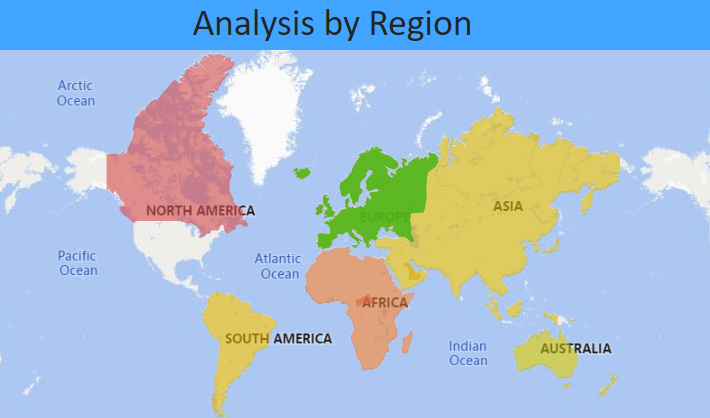 Analysis by Region
Arctic
Ocean
NORTH AMERICA
EUROPE
ASIA
Pacific
Ocean
Atlantic
Ocean
AFRICA
SOUTH AMERICA
Indian
Ocean
AUSTRALIA